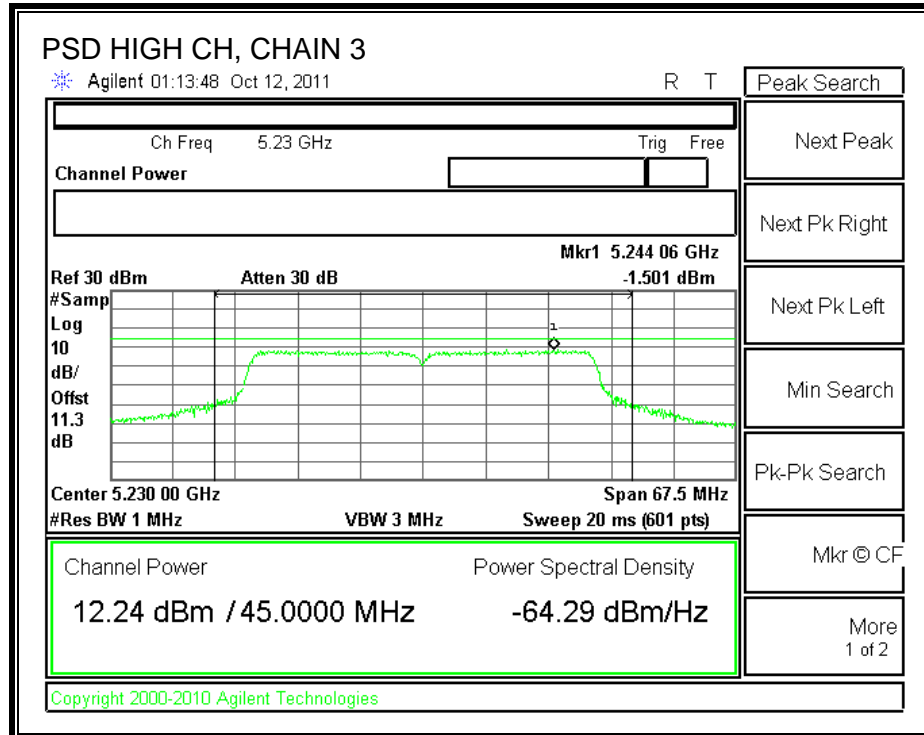 PSD HIGH CH, CHAIN 3
Agilent 01:13:48 Oct 12, 2011 R T
Peak Search
Ch Freq 5.23 GHz Trig Free
Channel Power
Next Peak
Next Pk Right
Mkr1 5.244 06 GHz
Ref 30 dBm Atten 30 dB -1.501 dBm
#Samp
Log
10
dB/
Offst
11.3
dB
1
Next Pk Left
Min Search
Pk-Pk Search
Center 5.230 00 GHz Span 67.5 MHz
#Res BW 1 MHz VBW 3 MHz Sweep 20 ms (601 pts)
Channel Power Power Spectral Density
12.24 dBm / 45.0000 MHz -64.29 dBm/Hz
Mkr © CF
More
1 of 2
Copyright 2000-2010 Agilent Technologies